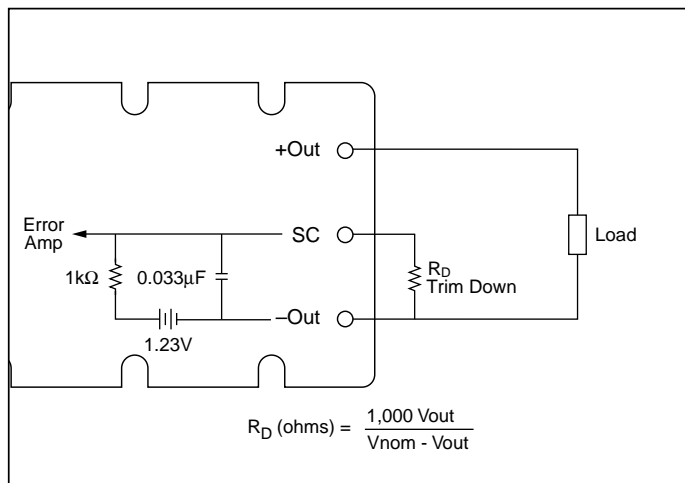 +Out
Error
Amp
SC
Load
1kΩ
0.033μF
R_D
Trim Down
–Out
1.23V
R_D (ohms) = 1,000 Vout
Vnom - Vout